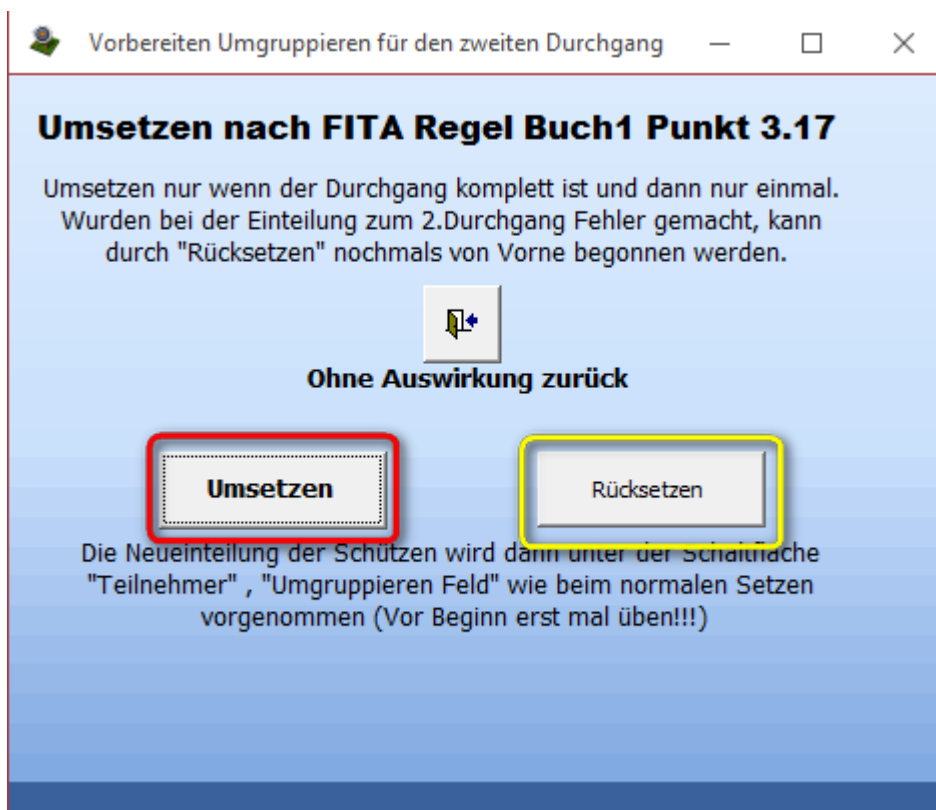 Vorbereiten Umgruppieren für den zweiten Durchgang
Umsetzen nach FITA Regel Buch1 Punkt 3.17
Umsetzen nur wenn der Durchgang komplett ist und dann nur einmal.
Wurden bei der Einteilung zum 2.Durchgang Fehler gemacht, kann
durch "Rücksetzen" nochmals von Vorne begonnen werden.
Ohne Auswirkung zurück
Umsetzen
Rücksetzen
Die Neueinteilung der Schützen wird dann unter der Schaltfläche
"Teilnehmer" , "Umgruppieren Feld" wie beim normalen Setzen
vorgenommen (Vor Beginn erst mal üben!!!)